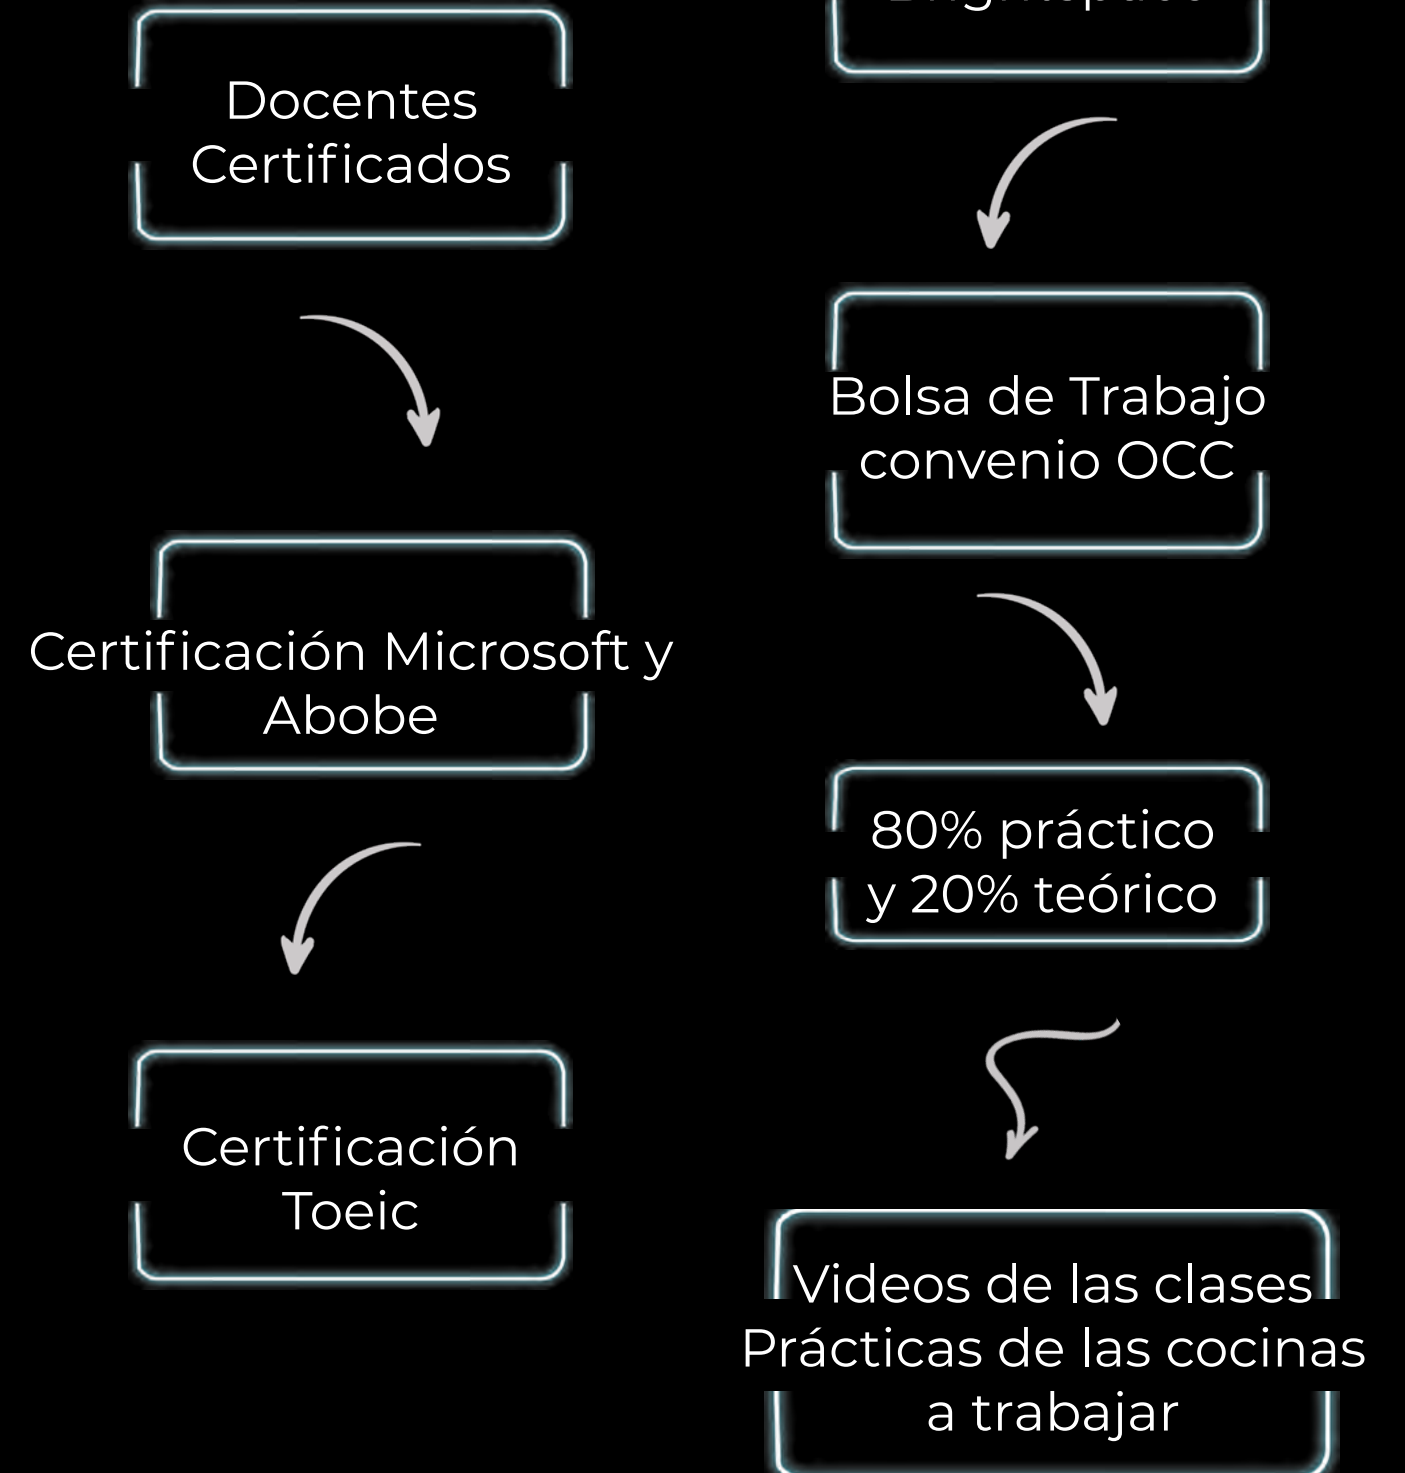 Docentes
Certificados
Certificación Microsoft y
Abobe
Certificación
Toeic
Bolsa de Trabajo
convenio OCC
80% práctico
y 20% teórico
Videos de las clases
Prácticas de las cocinas
a trabajar